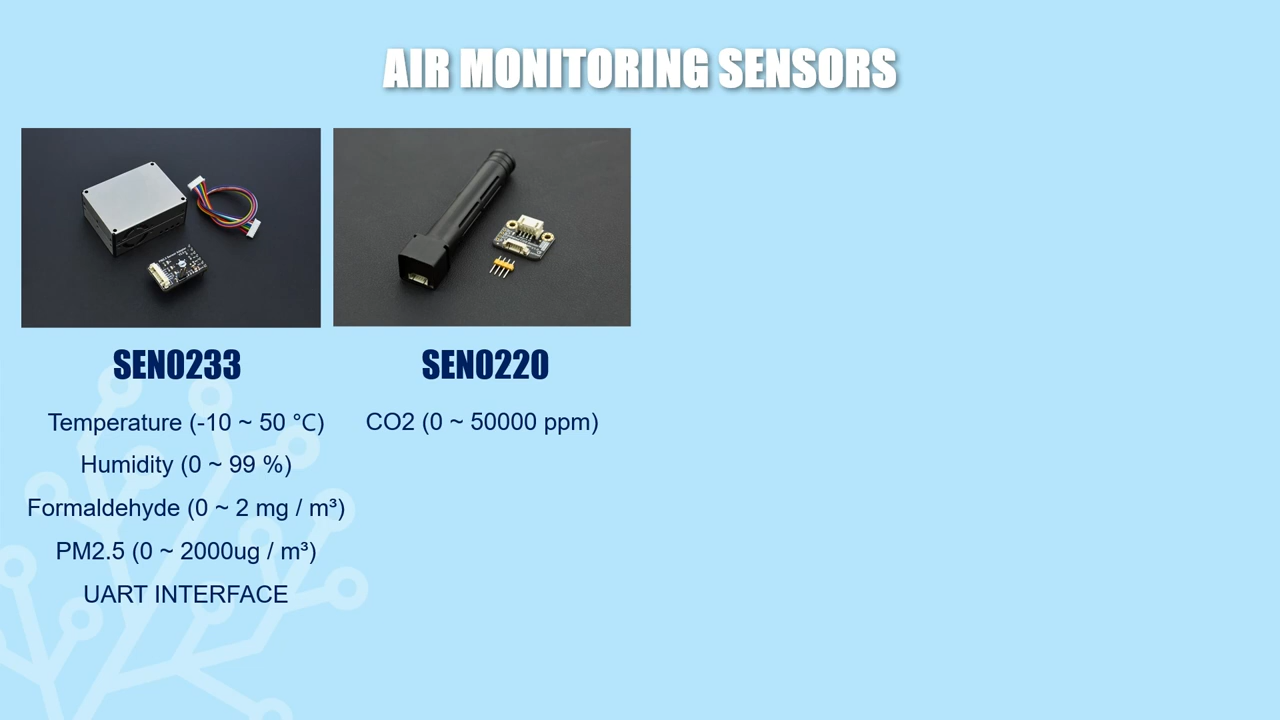 AIR MONITORING SENSORS
SEN0233
Temperature (-10 ~ 50 ℃)
Humidity (0 ~ 99 %)
Formaldehyde (0 ~ 2 mg / m³)
PM2.5 (0 ~ 2000ug / m³)
UART INTERFACE
SEN0220
CO2 (0 ~ 50000 ppm)